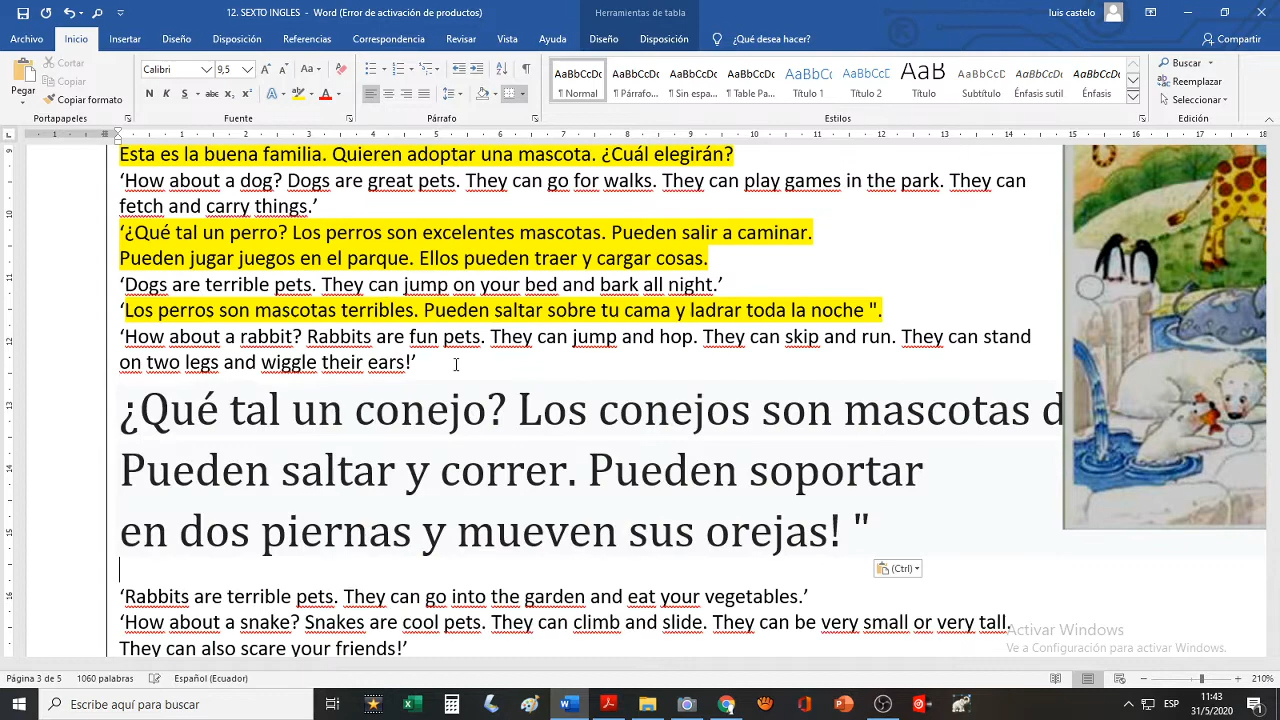 12. SEXTO INGLES - Word (Error de activación de productos)
Herramientas de tabla
luis castelo
Archivo Inicio Insertar Diseño Disposición Referencias Correspondencia Revisar Vista Ayuda Diseño Disposición ¿Qué desea hacer? Compartir
Pegar
Cortar
Copiar
Copiar formato
Portapapeles
Calibri 9,5
N K S abc x₂ x²
Fuente
Párrafo
AaBbCcDc AaBbCcDc AaBbCcDc AaBbCcDc AaBbCc AaBbCcD AaB AaBbCcD AaBbCcDc AaBbCcDc
¶ Normal ¶ Párrafo... ¶ Sin espa... ¶ Table Pa... Título 1 Título 2 Título Subtítulo Énfasis sutil Énfasis
Estilos
Buscar
Reemplazar
Seleccionar
Edición
Esta es la buena familia. Quieren adoptar una mascota. ¿Cuál elegirán?
‘How about a dog? Dogs are great pets. They can go for walks. They can play games in the park. They can
fetch and carry things.’
‘¿Qué tal un perro? Los perros son excelentes mascotas. Pueden salir a caminar.
Pueden jugar juegos en el parque. Ellos pueden traer y cargar cosas.
‘Dogs are terrible pets. They can jump on your bed and bark all night.’
‘Los perros son mascotas terribles. Pueden saltar sobre tu cama y ladrar toda la noche ".
‘How about a rabbit? Rabbits are fun pets. They can jump and hop. They can skip and run. They can stand
on two legs and wiggle their ears!’
¿Qué tal un conejo? Los conejos son mascotas d
Pueden saltar y correr. Pueden soportar
en dos piernas y mueven sus orejas! "
(Ctrl)
‘Rabbits are terrible pets. They can go into the garden and eat your vegetables.’
‘How about a snake? Snakes are cool pets. They can climb and slide. They can be very small or very tall.
They can also scare your friends!’
Activar Windows
Ve a Configuración para activar Windows.
Página 3 de 5 1060 palabras Español (Ecuador) 210%
Escribe aquí para buscar
ESP
11:43
31/5/2020